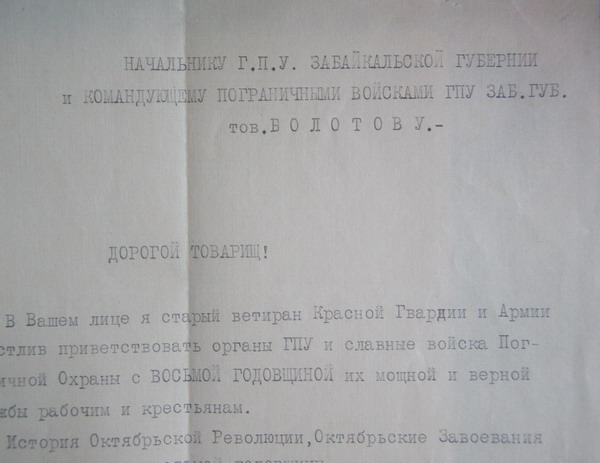 НАЧАЛЬНИКУ Г.П.У. ЗАБАЙКАЛЬСКОЙ ГУБЕРНИИ
и КОМАНДУЮЩЕМУ ПОГРАНИЧНЫМИ ВОЙСКАМИ ГПУ ЗАБ.ГУБ.
тов.Б О Л О Т О В У.-
ДОРОГОЙ ТОВАРИЩ!
В Вашем лице я старый ветиран Красной Гвардии и Армии
стлив приветствовать органы ГПУ и славные войска Пог-
ичной Охраны с ВОСЬМОЙ ГОДОВЩИНОЙ их мощной и верной
жбы рабочим и крестьянам.
История Октябрьской Революции,Октябрьские Завоевания